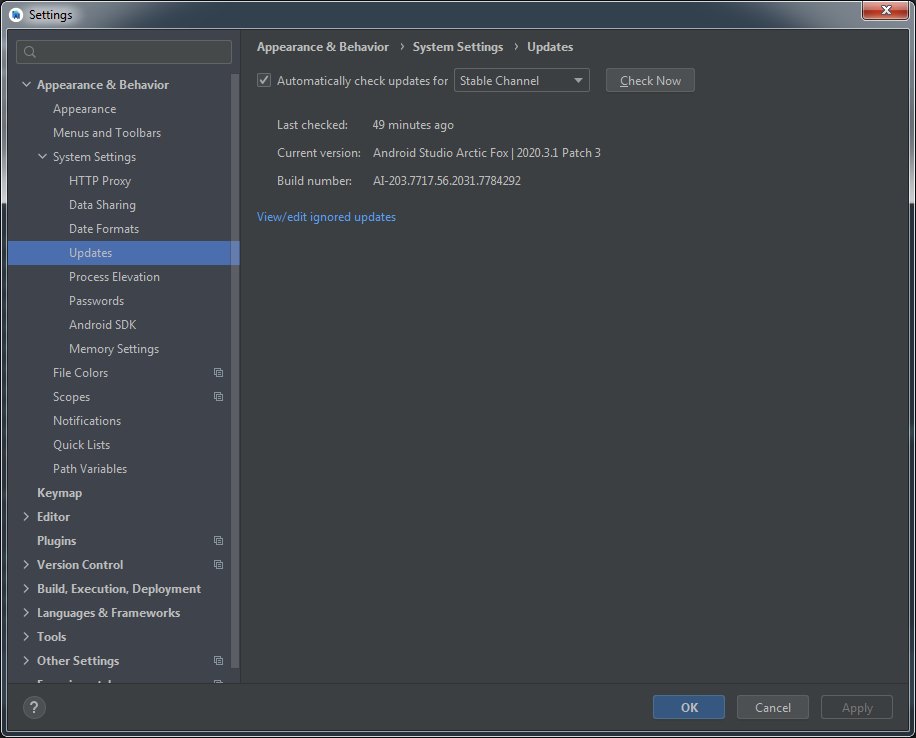 Settings
Appearance & Behavior
Appearance
Menus and Toolbars
System Settings
HTTP Proxy
Data Sharing
Date Formats
Updates
Process Elevation
Passwords
Android SDK
Memory Settings
File Colors
Scopes
Notifications
Quick Lists
Path Variables
Keymap
Editor
Plugins
Version Control
Build, Execution, Deployment
Languages & Frameworks
Tools
Other Settings
Appearance & Behavior › System Settings › Updates
Automatically check updates for Stable Channel Check Now
Last checked: 49 minutes ago
Current version: Android Studio Arctic Fox | 2020.3.1 Patch 3
Build number: AI-203.7717.56.2031.7784292
View/edit ignored updates
? OK Cancel Apply